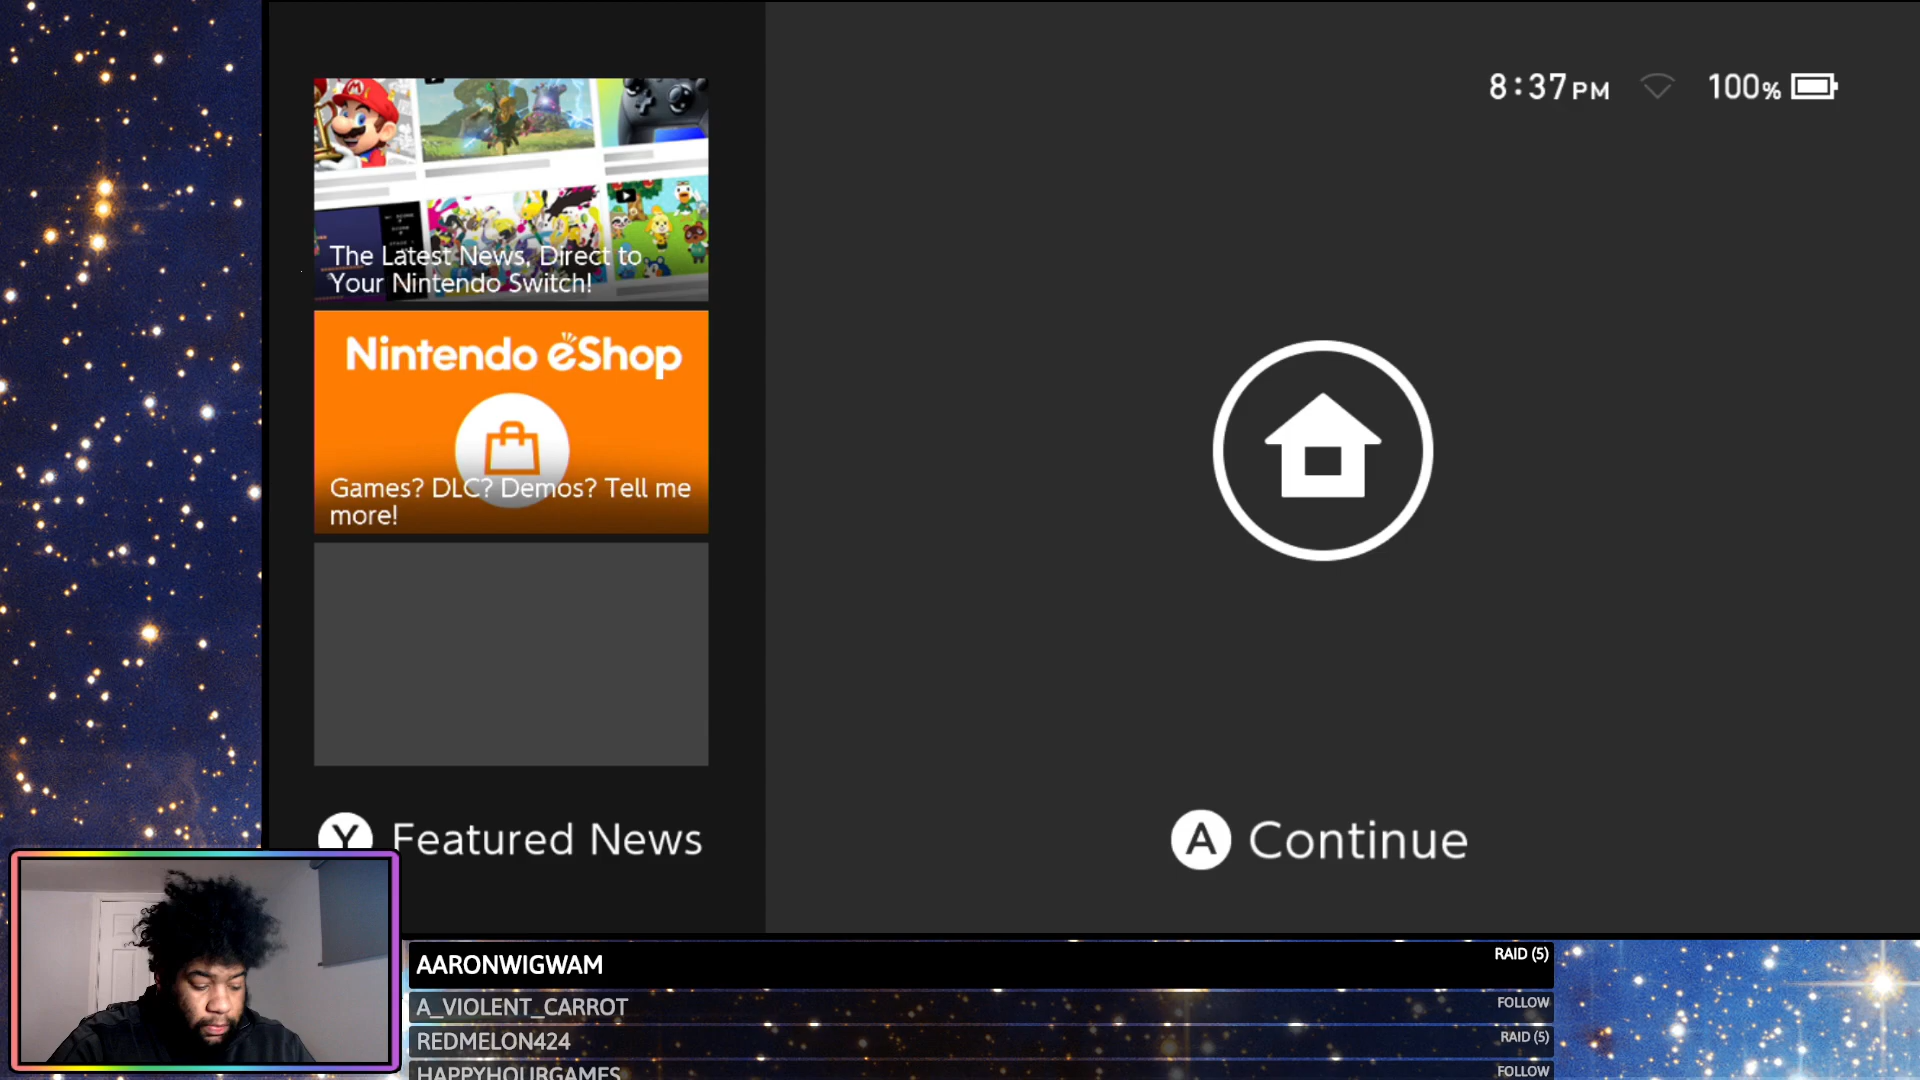 8:37PM 100%
The Latest News, Direct to
Your Nintendo Switch!
Nintendo eShop
Games? DLC? Demos? Tell me
more!
Y Featured News
A Continue
AARONWIGWAM RAID (5)
A_VIOLENT_CARROT FOLLOW
REDMELON424 RAID (5)
HAPPYHOURGAMES FOLLOW